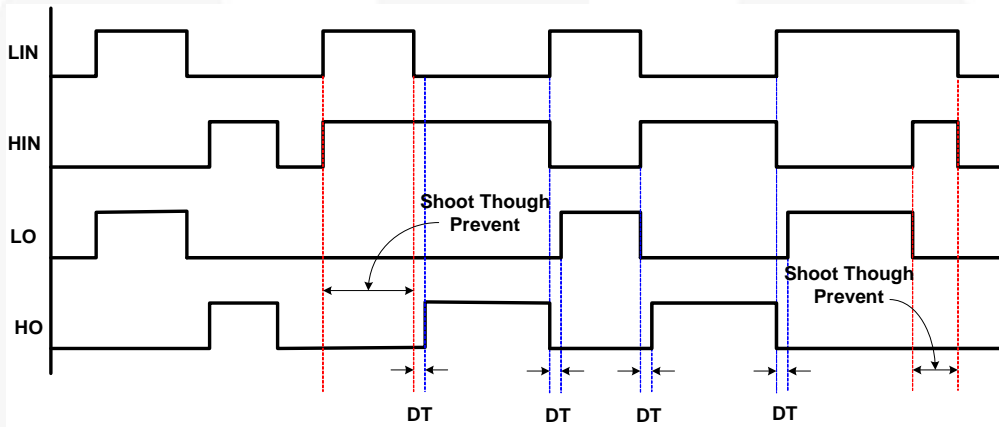 LIN
HIN
Shoot Though
Prevent
LO
Shoot Though
Prevent
HO
DT
DT
DT
DT